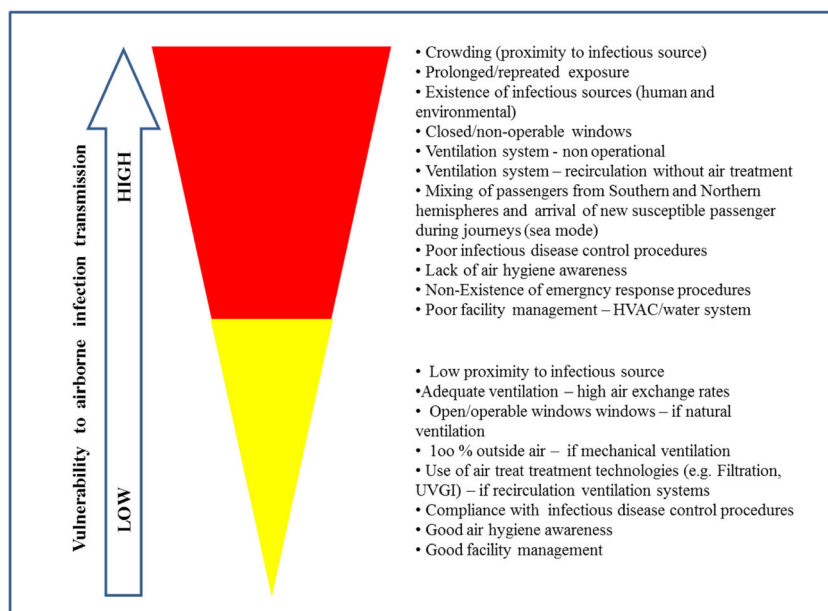 Vulnerability to airborne infection transmission
HIGH
LOW
• Crowding (proximity to infectious source)
• Prolonged/repreated exposure
• Existence of infectious sources (human and
environmental)
• Closed/non-operable windows
• Ventilation system - non operational
• Ventilation system – recirculation without air treatment
• Mixing of passengers from Southern and Northern
hemispheres and arrival of new susceptible passenger
during journeys (sea mode)
• Poor infectious disease control procedures
• Lack of air hygiene awareness
• Non-Existence of emergncy response procedures
• Poor facility management – HVAC/water system
• Low proximity to infectious source
•Adequate ventilation – high air exchange rates
• Open/operable windows windows – if natural
ventilation
• 1oo % outside air – if mechanical ventilation
• Use of air treat treatment technologies (e.g. Filtration,
UVGI) – if recirculation ventilation systems
• Compliance with infectious disease control procedures
• Good air hygiene awareness
• Good facility management